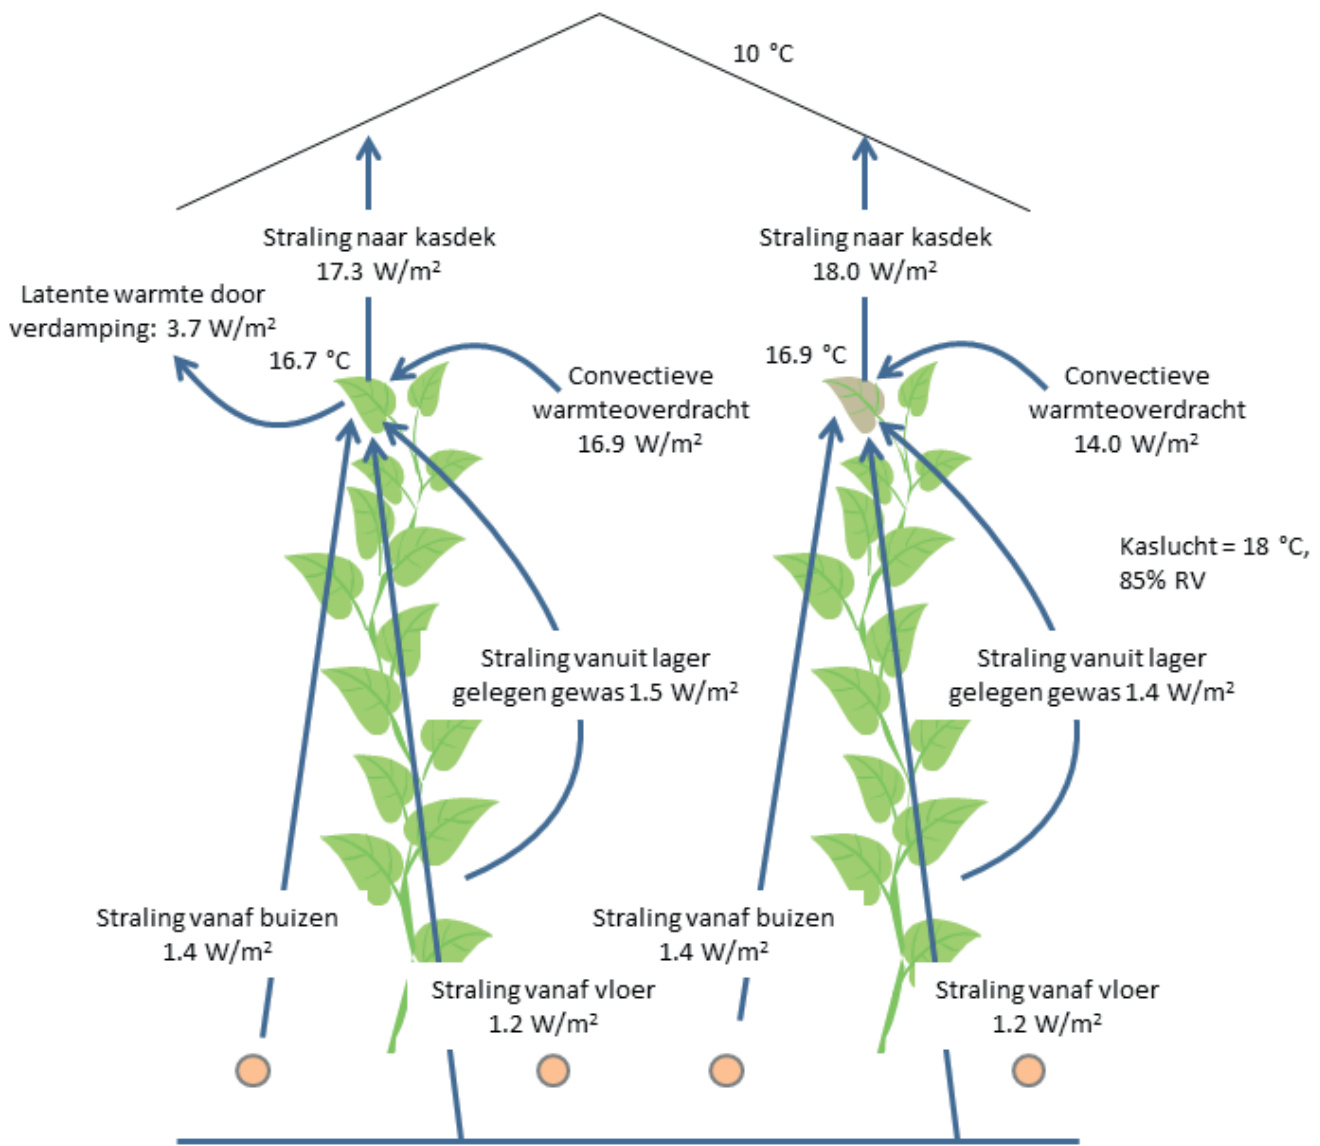 10 °C
Straling naar kasdek
17.3 W/m²
Straling naar kasdek
18.0 W/m²
Latente warmte door
verdamping: 3.7 W/m²
16.7 °C
16.9 °C
Convectieve
warmteoverdracht
16.9 W/m²
Convectieve
warmteoverdracht
14.0 W/m²
Kaslucht = 18 °C,
85% RV
Straling vanuit lager
gelegen gewas 1.5 W/m²
Straling vanuit lager
gelegen gewas 1.4 W/m²
Straling vanaf buizen
1.4 W/m²
Straling vanaf buizen
1.4 W/m²
Straling vanaf vloer
1.2 W/m²
Straling vanaf vloer
1.2 W/m²